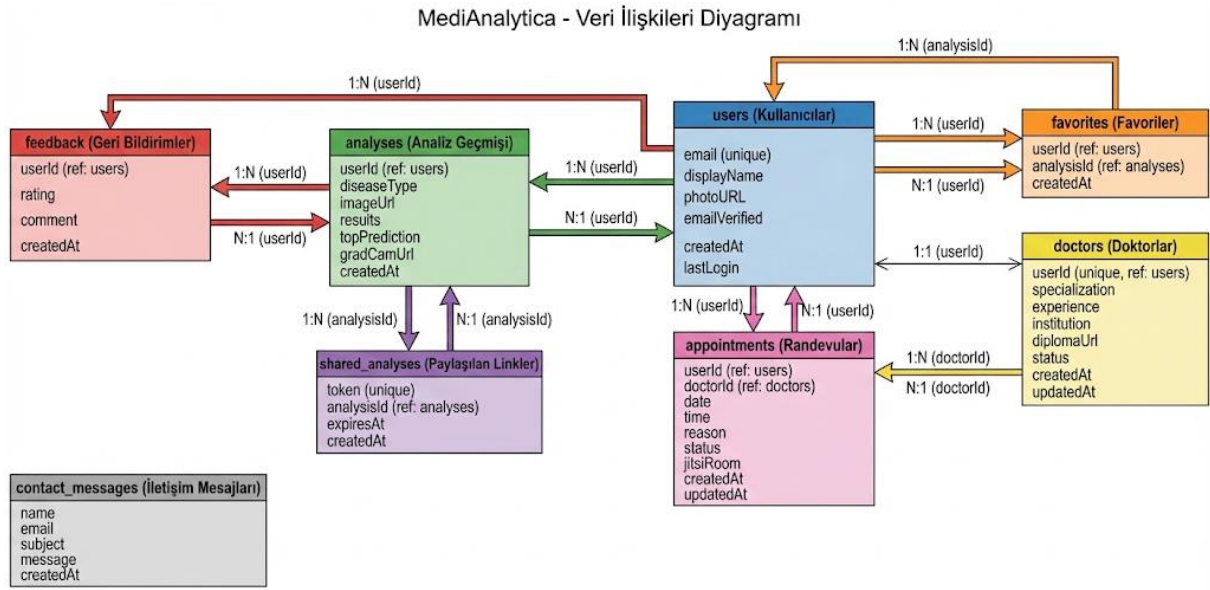 MediAnalytica - Veri İlişkileri Diyagramı
1:N (analysisId)
1:N (userId)
feedback (Geri Bildirimler)
userId (ref: users)
rating
comment
createdAt
1:N (userId)
N:1 (userId)
analyses (Analiz Geçmişi)
userId (ref: users)
diseaseType
imageUrl
results
topPrediction
gradCamUrl
createdAt
1:N (userId)
N:1 (userId)
users (Kullanıcılar)
email (unique)
displayName
photoURL
emailVerified
createdAt
lastLogin
1:N (userId)
N:1 (userId)
favorites (Favoriler)
userId (ref: users)
analysisId (ref: analyses)
createdAt
1:1 (userId)
doctors (Doktorlar)
userId (unique, ref: users)
specialization
experience
institution
diplomaUrl
status
createdAt
updatedAt
1:N (analysisId)
N:1 (analysisId)
shared_analyses (Paylaşılan Linkler)
token (unique)
analysisId (ref: analyses)
expiresAt
createdAt
1:N (userId)
N:1 (userId)
appointments (Randevular)
userId (ref: users)
doctorId (ref: doctors)
date
time
reason
status
jitsiRoom
createdAt
updatedAt
1:N (doctorId)
N:1 (doctorId)
contact_messages (İletişim Mesajları)
name
email
subject
message
createdAt